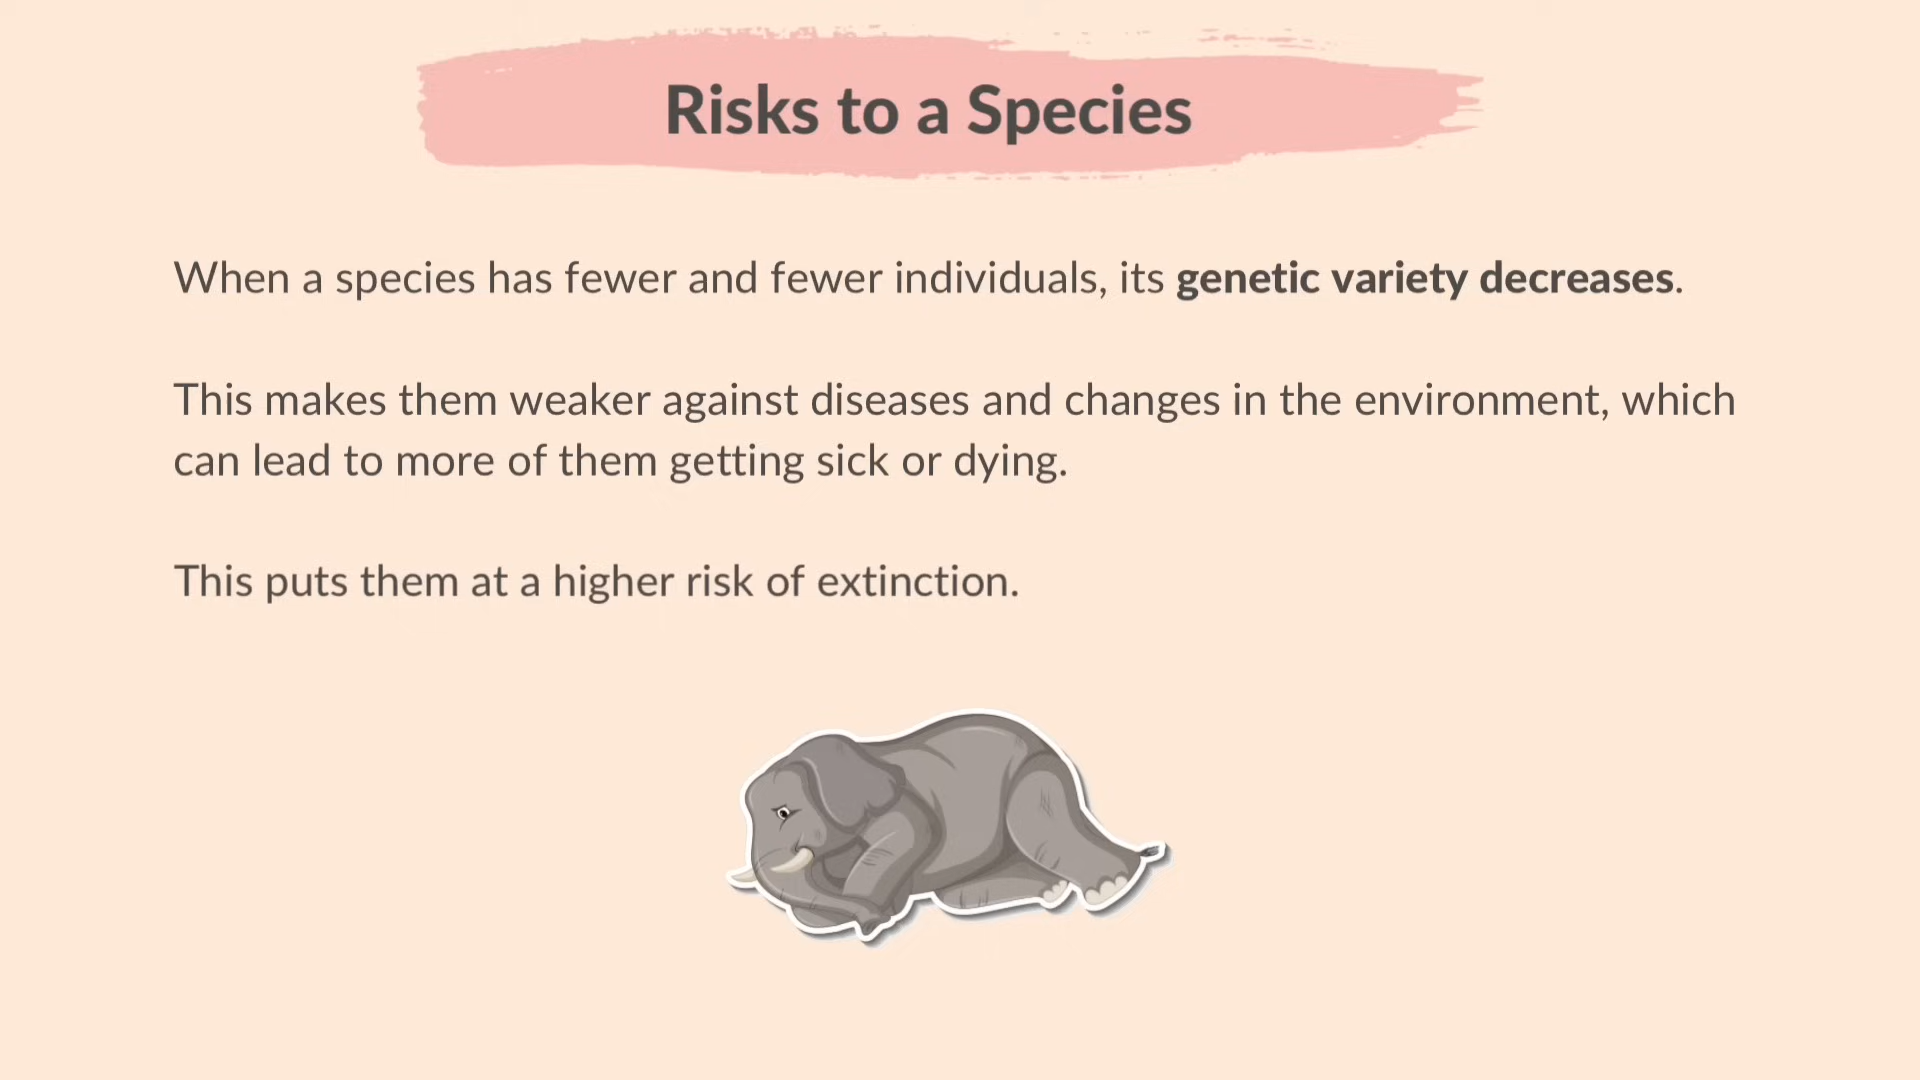 Risks to a Species
When a species has fewer and fewer individuals, its genetic variety decreases.
This makes them weaker against diseases and changes in the environment, which
can lead to more of them getting sick or dying.
This puts them at a higher risk of extinction.